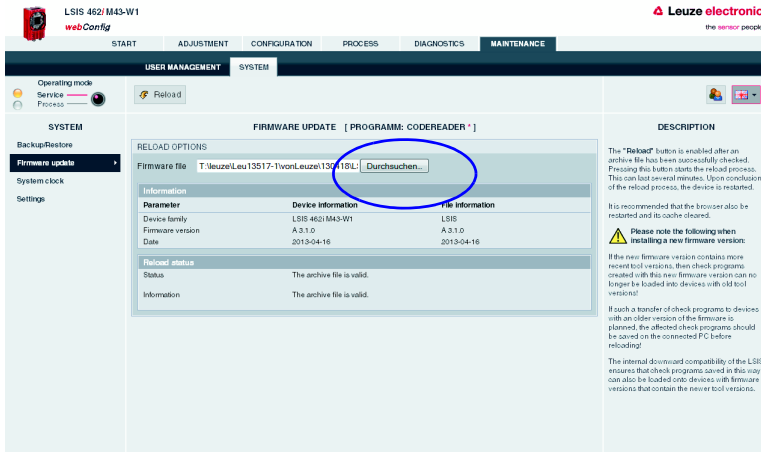 LSIS 462i M43-W1
webConfig
Leuze electronic
the sensor people
START ADJUSTMENT CONFIGURATION PROCESS DIAGNOSTICS MAINTENANCE
USER MANAGEMENT SYSTEM
Operating mode
Service
Process
Reload
SYSTEM
Backup/Restore
Firmware update
System clock
Settings
FIRMWARE UPDATE [ PROGRAMM: CODEREADER * ]
RELOAD OPTIONS
Firmware file T:\leuze\Leu13517-1\vonLeuze\130418\L Durchsuchen...
Information
Parameter Device information File information
Device family LSIS 462i M43-W1 LSIS
Firmware version A 3.1.0 A 3.1.0
Date 2013-04-16 2013-04-16
Reload status
Status The archive file is valid.
Information The archive file is valid.
DESCRIPTION
The "Reload" button is enabled after an
archive file has been successfully checked.
Pressing this button starts the reload process.
This can last several minutes. Upon conclusion
of the reload process, the device is restarted.
It is recommended that the browser also be
restarted and its cache cleared.
Please note the following when
installing a new firmware version:
If the new firmware version contains more
recent tool versions, then check programs
created with this new firmware version can no
longer be loaded into devices with old tool
versions!
If such a transfer of check programs to devices
with an older version of the firmware is
planned, the affected check programs should
be saved on the connected PC before
reloading!
The internal downward compatibility of the LSIS
ensures that check programs saved in this way
can also be loaded onto devices with firmware
versions that contain the newer tool versions.